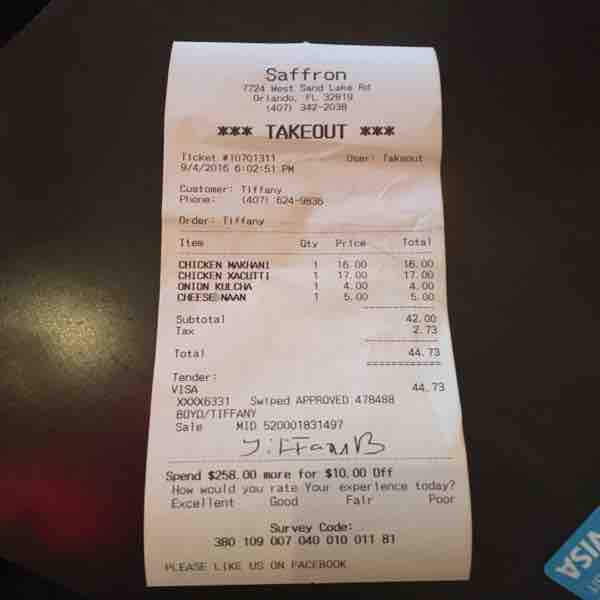 Saffron
7724 West Sand Lake Rd
Orlando, FL 32819
(407) 342-2038
*** TAKEOUT ***
Ticket #10701311 User: Takeout
9/4/2016 6:02:51 PM
Customer: Tiffany
Phone: (407) 624-9836
Order: Tiffany
Item Qty Price Total
CHICKEN MAKHANI 1 16.00 16.00
CHICKEN XACUTTI 1 17.00 17.00
ONION KULCHA 1 4.00 4.00
CHEESE NAAN 1 5.00 5.00
Subtotal 42.00
Tax 2.73
Total 44.73
Tender:
VISA 44.73
XXXX6331 Swiped APPROVED 478488
BOYD/TIFFANY
Sale MID 520001831497
Tiffany B
Spend $258.00 more for $10.00 Off
How would you rate Your experience today?
Excellent Good Fair Poor
Survey Code:
380 109 007 040 010 011 81
PLEASE LIKE US ON FACEBOOK
VISA